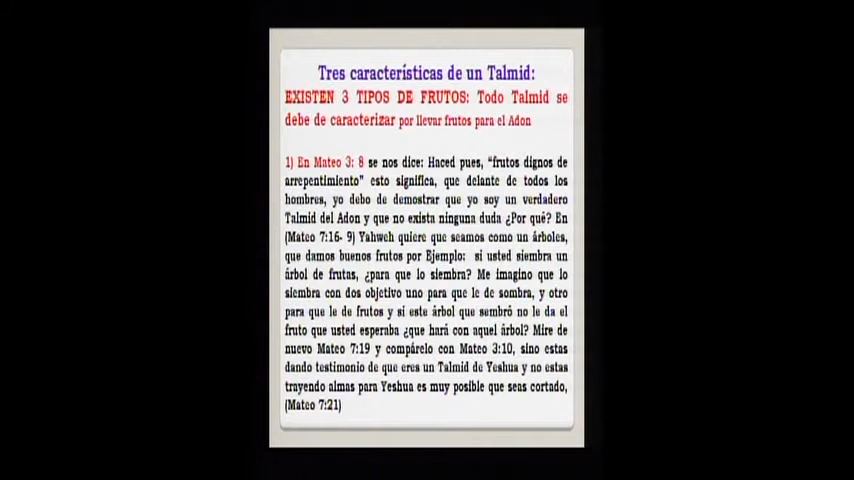 Tres características de un Talmid:
EXISTEN 3 TIPOS DE FRUTOS: Todo Talmid se
debe de caracterizar por llevar frutos para el Adon
1) En Mateo 3: 8 se nos dice: Haced pues, "frutos dignos de
arrepentimiento" esto significa, que delante de todos los
hombres, yo debo de demostrar que yo soy un verdadero
Talmid del Adon y que no exista ninguna duda ¿Por qué? En
(Mateo 7:16- 9) Yahweh quiere que seamos como un árboles,
que damos buenos frutos por Ejemplo: si usted siembra un
árbol de frutas, ¿para que lo siembra? Me imagino que lo
siembra con dos objetivo uno para que le de sombra, y otro
para que le de frutos y si este árbol que sembró no le da el
fruto que usted esperaba ¿que hará con aquel árbol? Mire de
nuevo Mateo 7:19 y compárelo con Mateo 3:10, sino estas
dando testimonio de que eres un Talmid de Yeshua y no estas
trayendo almas para Yeshua es muy posible que seas cortado,
(Mateo 7:21)